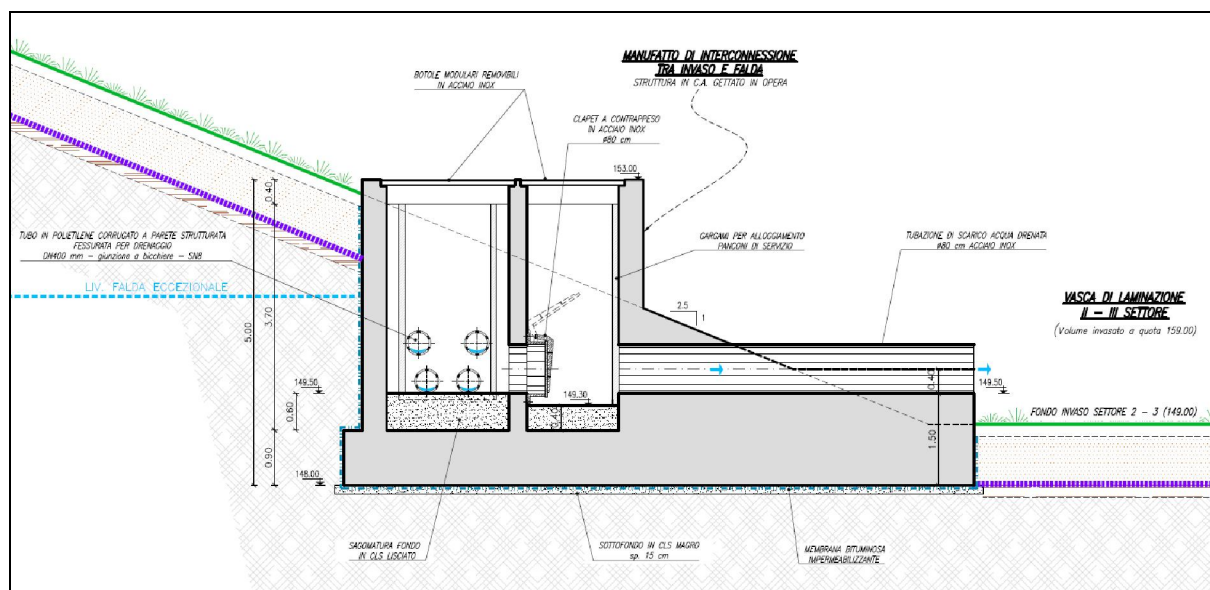 MANUFATTO DI INTERCONNESSIONE
TRA INVASO E FALDA
STRUTTURA IN C.A. GETTATO IN OPERA
BOTOLE MODULARI REMOVIBILI
IN ACCIAIO INOX
CLAPET A CONTRAPPESO
IN ACCIAIO INOX
Ø80 cm
153.00
0.40
TUBO IN POLIETILENE CORRUGATO A PARETE STRUTTURATA
FESSURATA PER DRENAGGIO
DN400 mm - giunzione a bicchiere - SN8
GARGAMI PER ALLOGGIAMENTO
PANCONI DI SERVIZIO
TUBAZIONE DI SCARICO ACQUA DRENATA
Ø80 cm ACCIAIO INOX
LIV. FALDA ECCEZIONALE
VASCA DI LAMINAZIONE
II - III SETTORE
(Volume invasato a quota 159.00)
2.5
1
3.70
5.00
149.50
149.30
0.40
149.50
0.60
0.40
FONDO INVASO SETTORE 2 - 3 (149.00)
1.50
0.90
148.00
SAGOMATURA FONDO
IN CLS LISCIATO
SOTTOFONDO IN CLS MAGRO
sp. 15 cm
MEMBRANA BITUMINOSA
IMPERMEABILIZZANTE